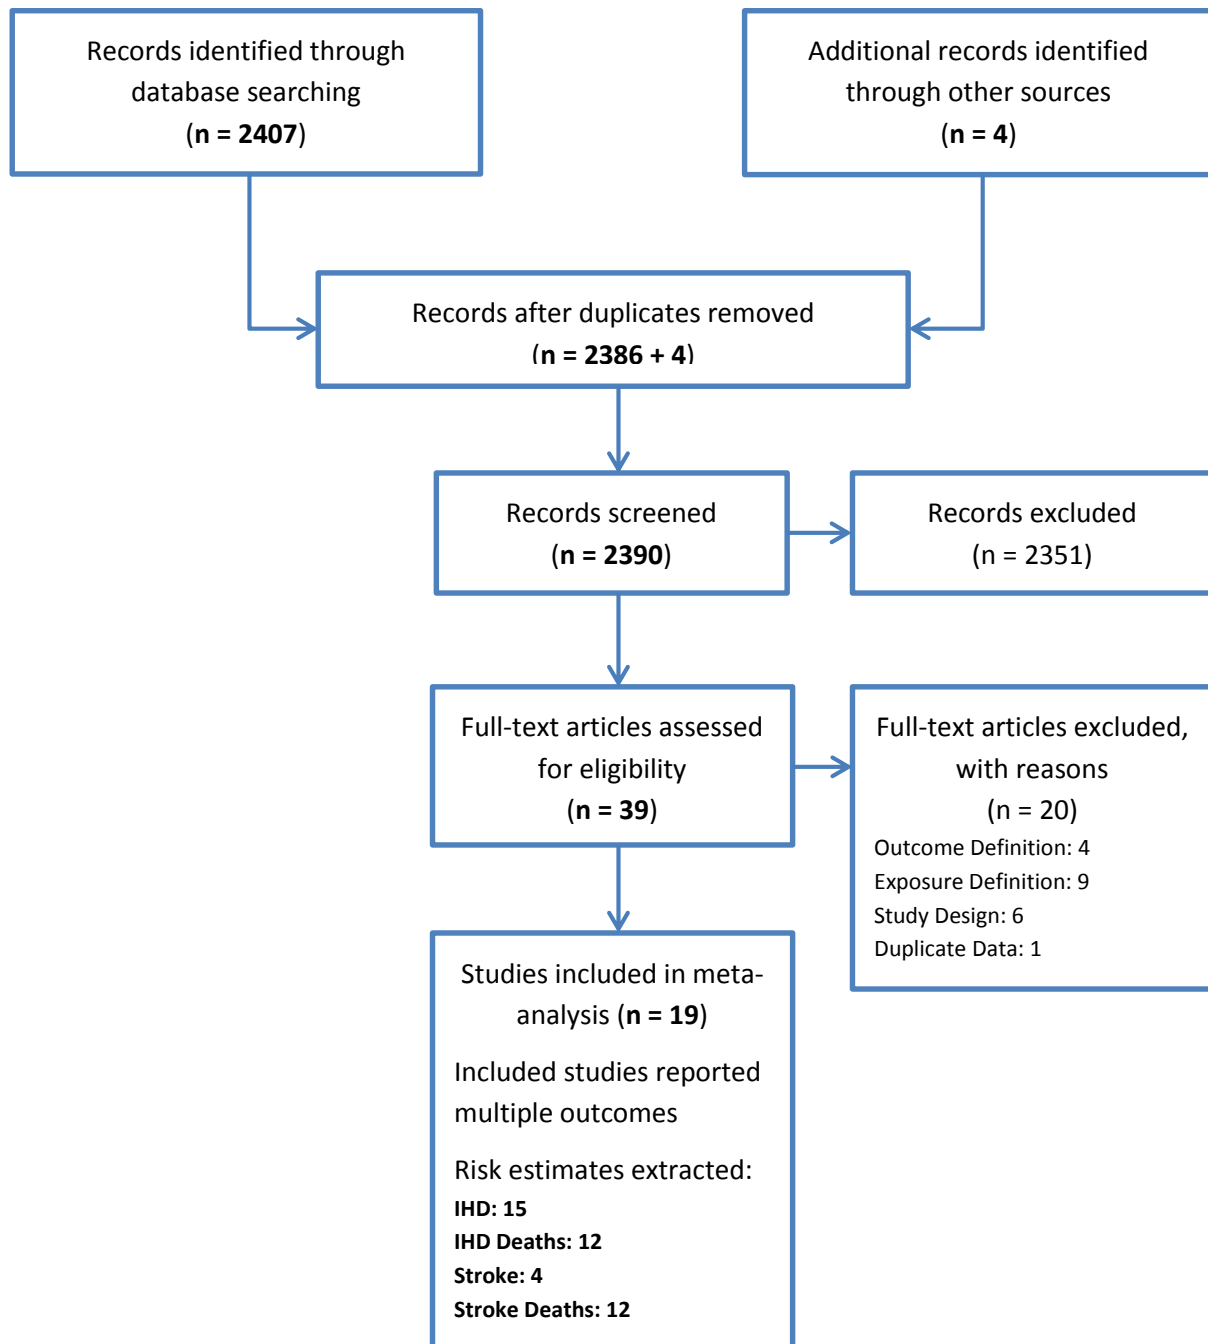 Records identified through
database searching
(n = 2407)
Additional records identified
through other sources
(n = 4)
Records after duplicates removed
(n = 2386 + 4)
Records screened
(n = 2390)
Records excluded
(n = 2351)
Full-text articles assessed
for eligibility
(n = 39)
Full-text articles excluded,
with reasons
(n = 20)
Outcome Definition: 4
Exposure Definition: 9
Study Design: 6
Duplicate Data: 1
Studies included in meta-
analysis (n = 19)
Included studies reported
multiple outcomes
Risk estimates extracted:
IHD: 15
IHD Deaths: 12
Stroke: 4
Stroke Deaths: 12